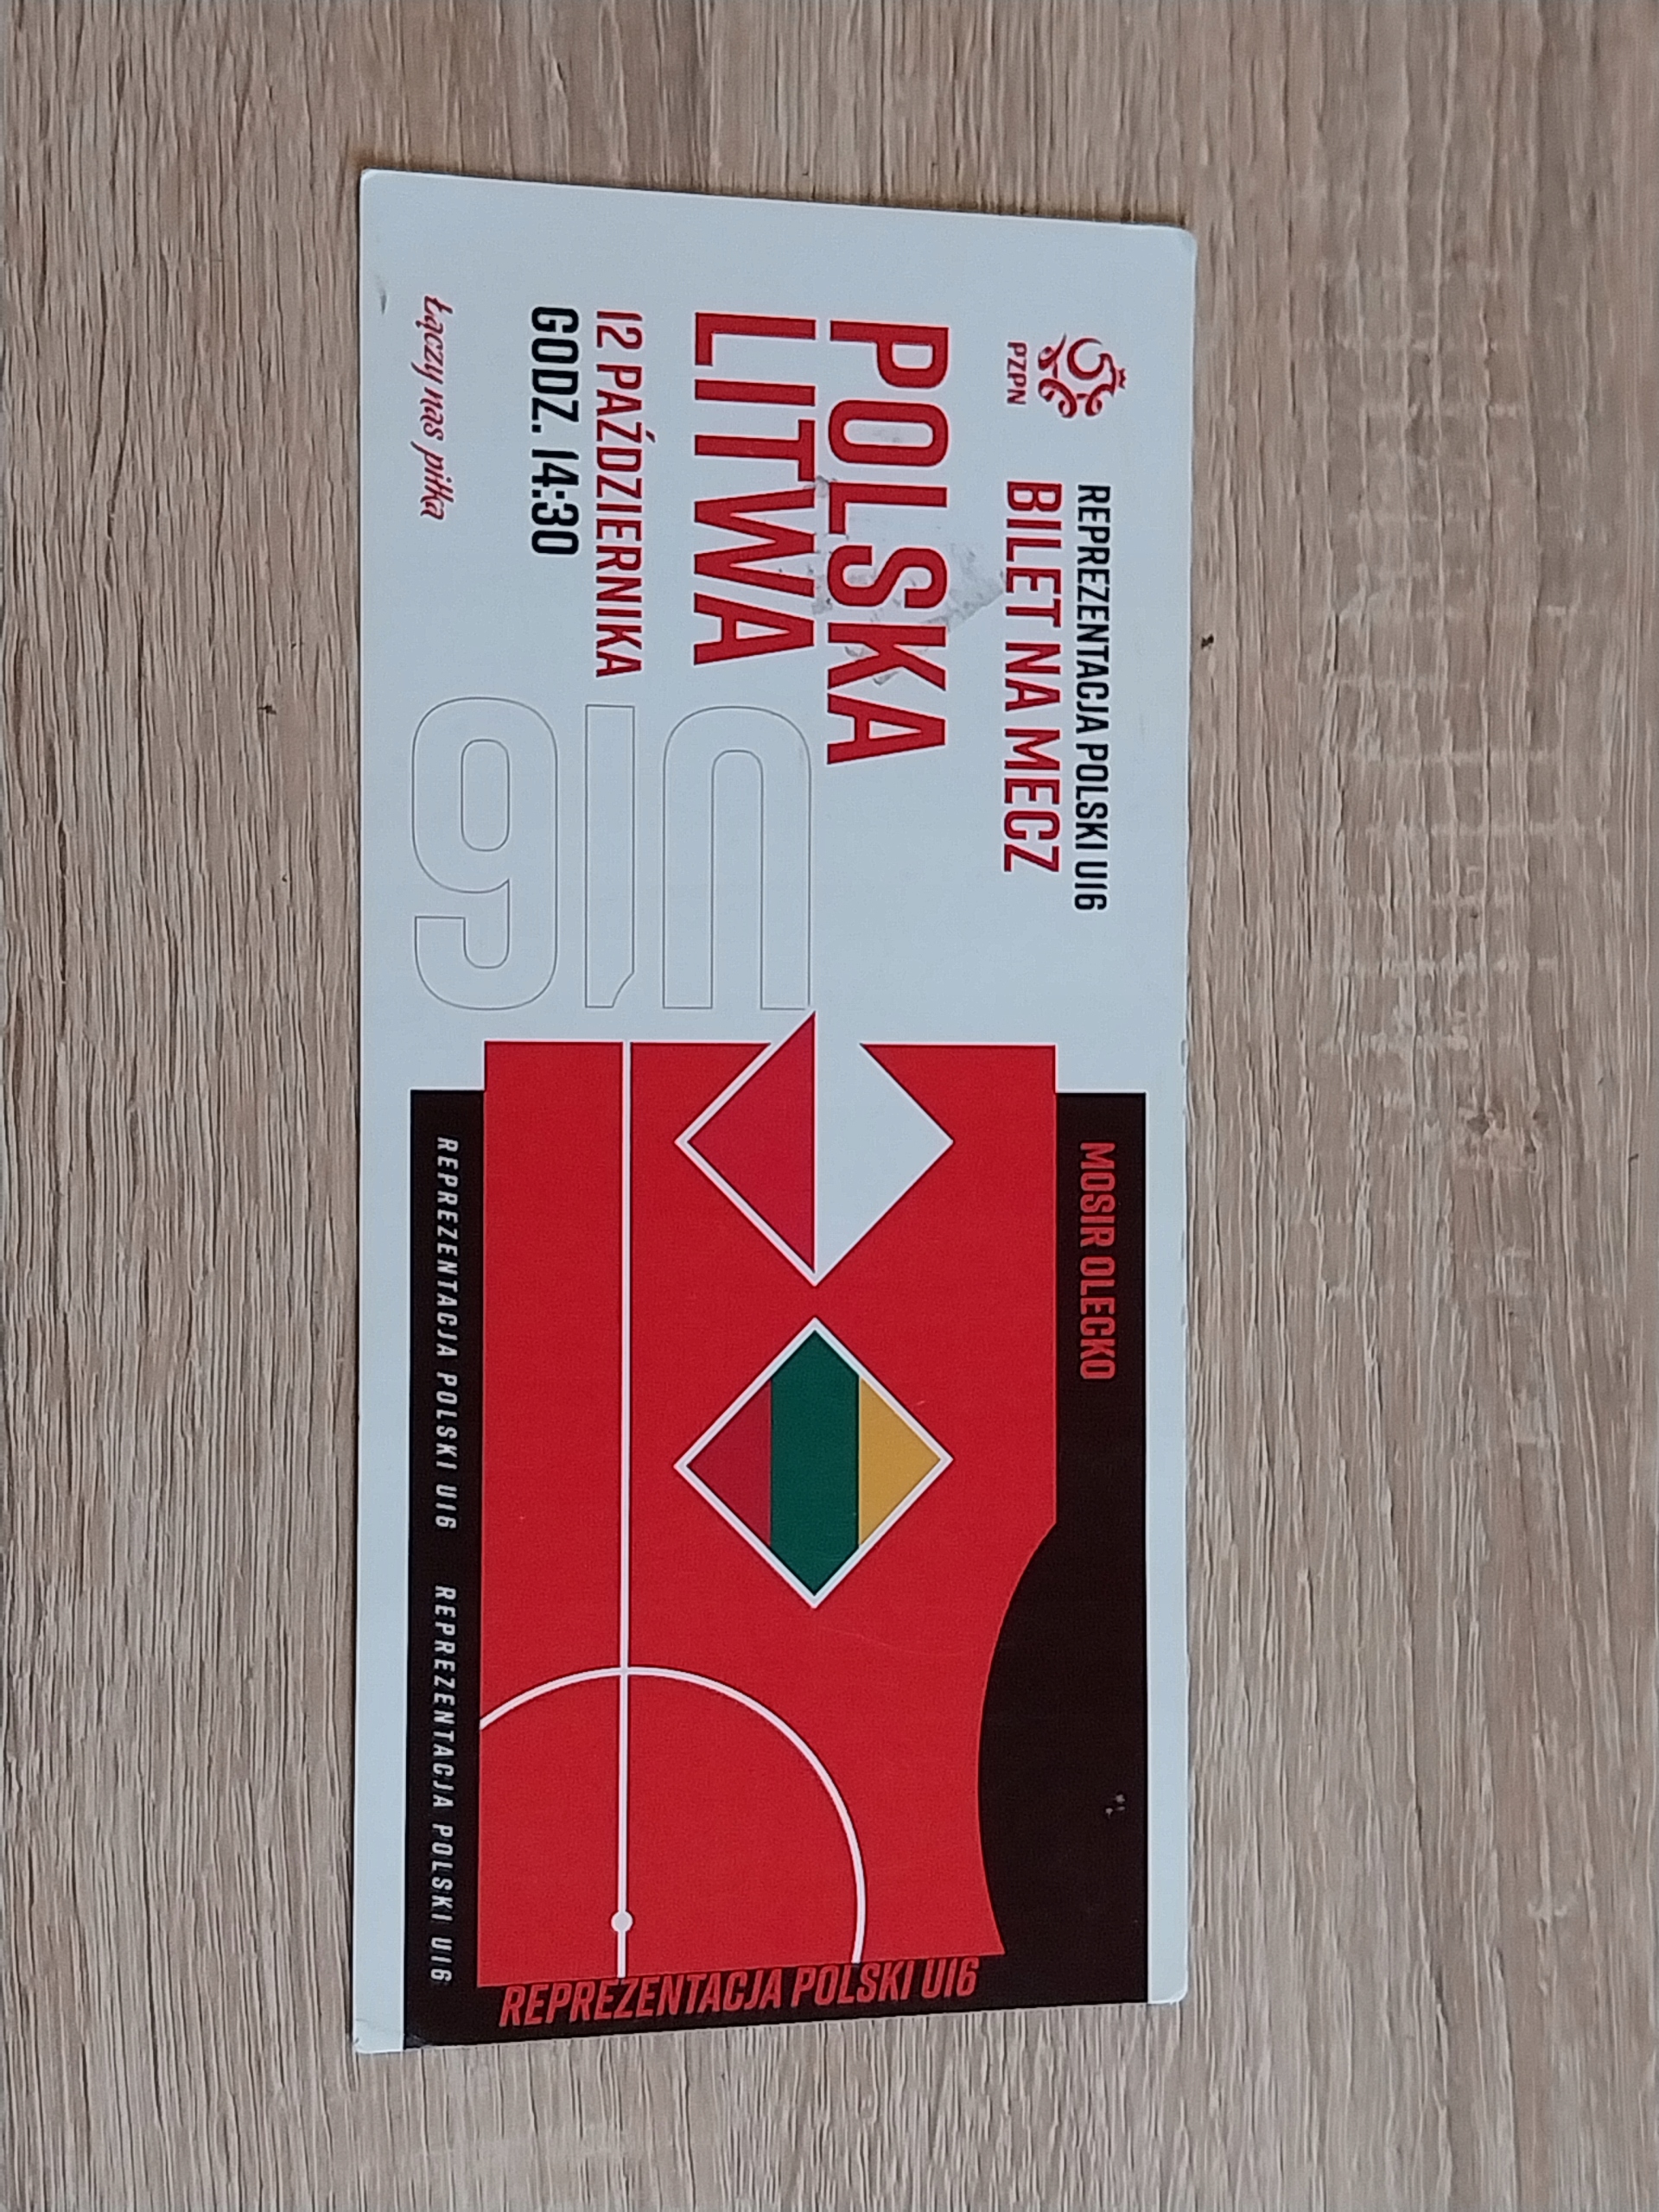 PZPN
REPREZENTACJA POLSKI U16
BILET NA MECZ
POLSKA
LITWA
12 PAŹDZIERNIKA
GODZ. 14:30
Łączy nas piłka
U16
MOSIR OLECKO
REPREZENTACJA POLSKI U16
REPREZENTACJA POLSKI U16 REPREZENTACJA POLSKI U16